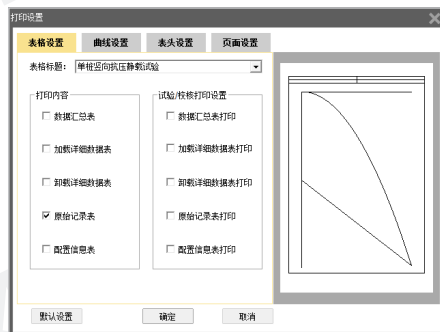 打印设置
表格设置 曲线设置 表头设置 页面设置
表格标题： 单桩竖向抗压静载试验
打印内容 试验/校核打印设置
数据汇总表 数据汇总表打印
加载详细数据表 加载详细数据表打印
卸载详细数据表 卸载详细数据表打印
原始记录表 原始记录表打印
配置信息表 配置信息表打印
默认设置 确定 取消